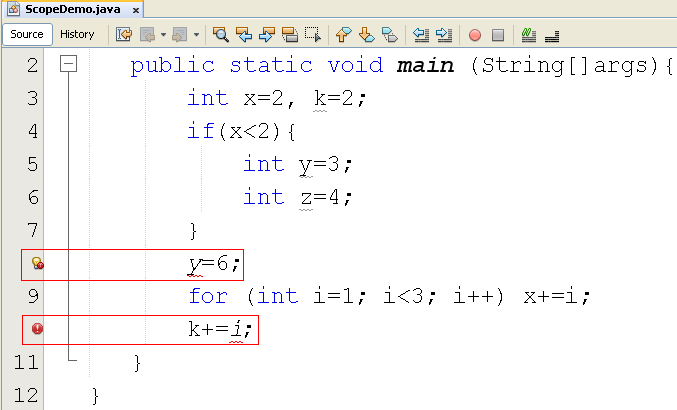 ScopeDemo.java x
Source History
2 public static void main (String[]args){
3 int x=2, k=2;
4 if(x<2){
5 int y=3;
6 int z=4;
7 }
y=6;
9 for (int i=1; i<3; i++) x+=i;
k+=i;
11 }
12 }